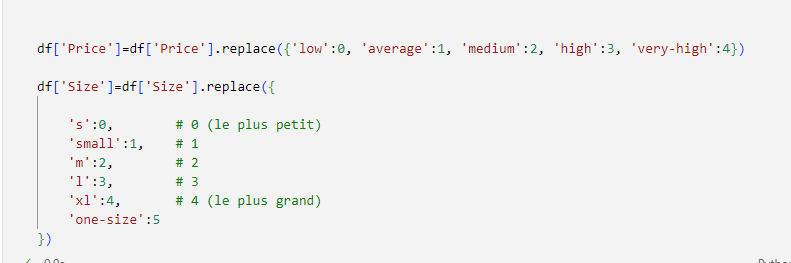 df['Price']=df['Price'].replace({'low':0, 'average':1, 'medium':2, 'high':3, 'very-high':4})
df['Size']=df['Size'].replace({
's':0, # 0 (le plus petit)
'small':1, # 1
'm':2, # 2
'l':3, # 3
'xl':4, # 4 (le plus grand)
'one-size':5
})